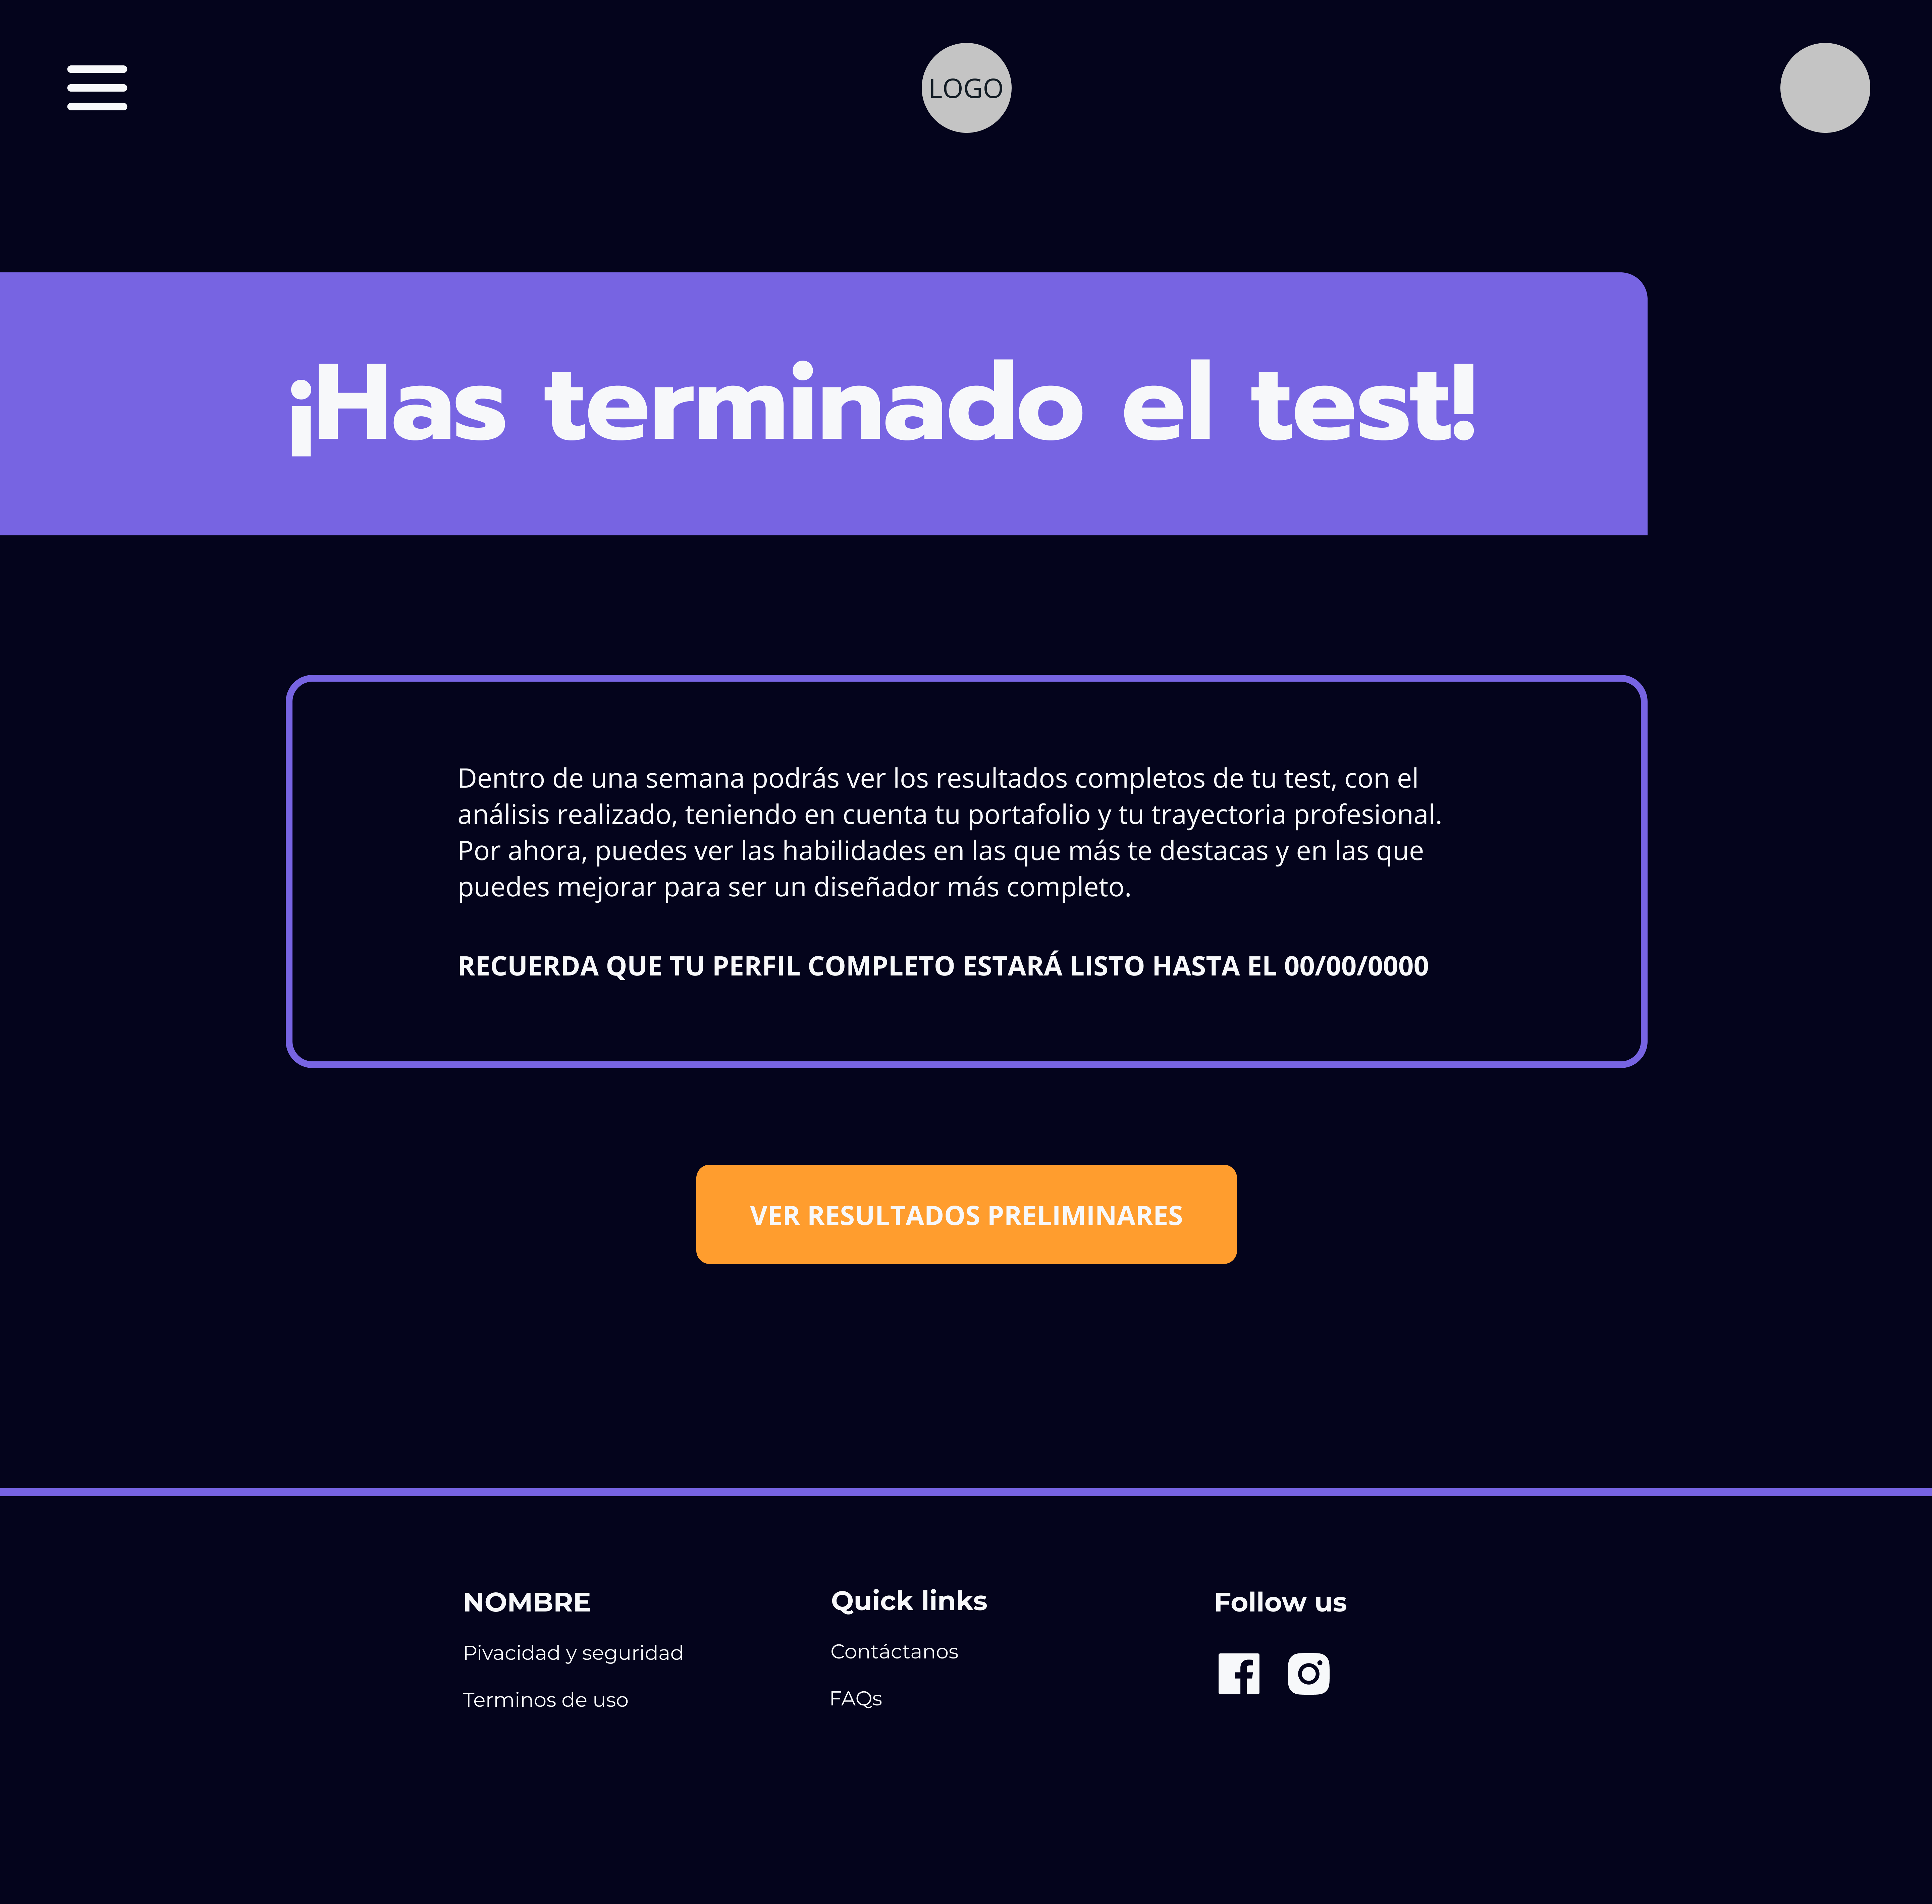 LOGO
¡Has terminado el test!
Dentro de una semana podrás ver los resultados completos de tu test, con el
análisis realizado, teniendo en cuenta tu portafolio y tu trayectoria profesional.
Por ahora, puedes ver las habilidades en las que más te destacas y en las que
puedes mejorar para ser un diseñador más completo.
RECUERDA QUE TU PERFIL COMPLETO ESTARÁ LISTO HASTA EL 00/00/0000
VER RESULTADOS PRELIMINARES
NOMBRE
Pivacidad y seguridad
Terminos de uso
Quick links
Contáctanos
FAQs
Follow us